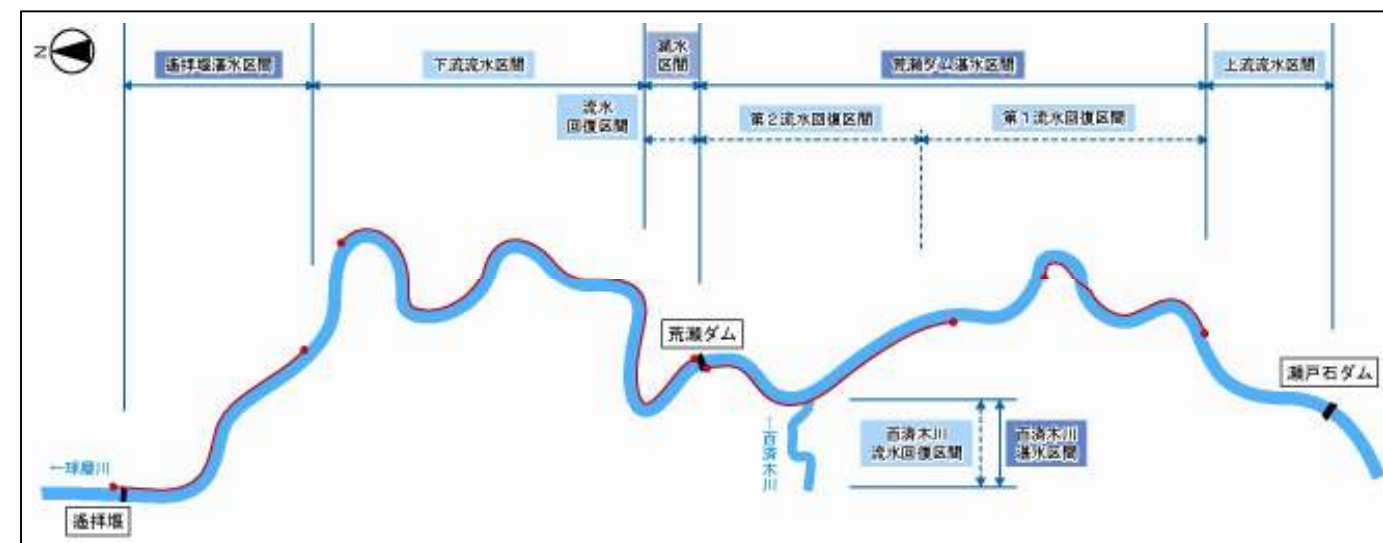 N
遙拝堰湛水区間
下流流水区間
減水
区間
荒瀬ダム湛水区間
上流流水区間
流水
回復区間
第2流水回復区間
第1流水回復区間
荒瀬ダム
瀬戸石ダム
百済木川
流水回復区間
百済木川
湛水区間
←百済木川
←球磨川
遙拝堰